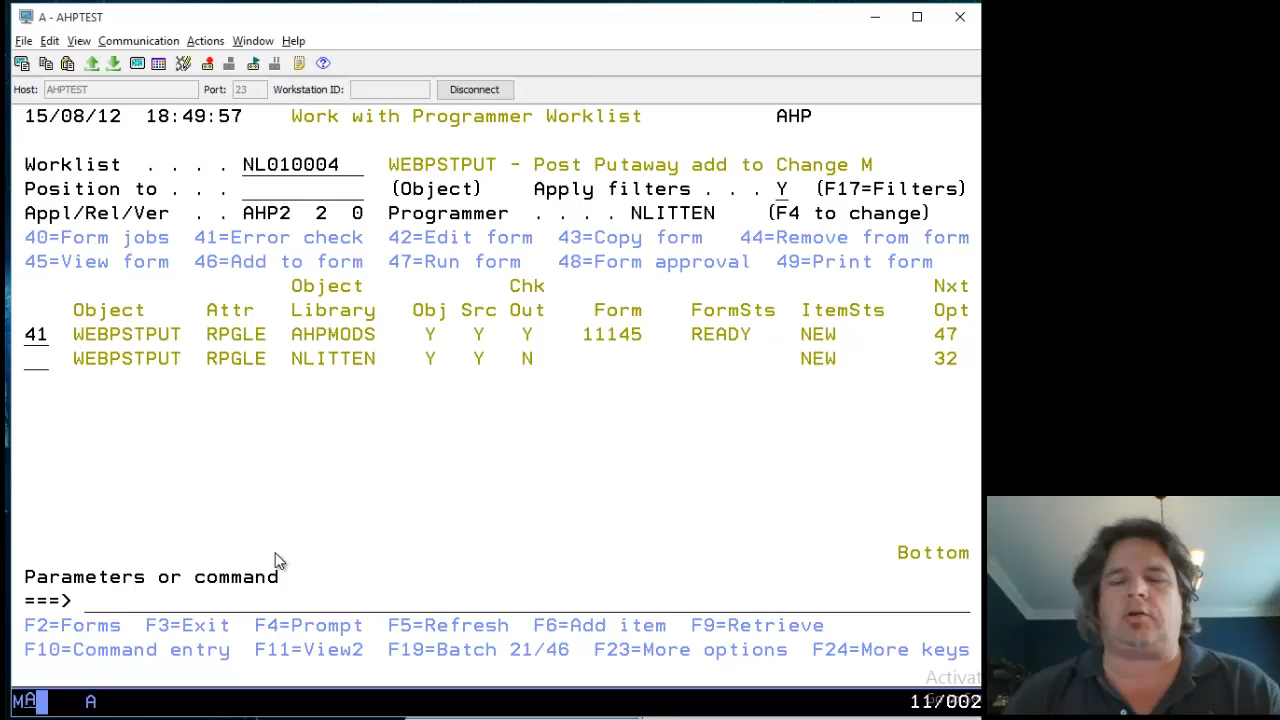 A - AHPTEST
File Edit View Communication Actions Window Help
Host: AHPTEST Port: 23 Workstation ID: Disconnect
15/08/12 18:49:57 Work with Programmer Worklist AHP
Worklist . . . . NL010004 WEBPSTPUT - Post Putaway add to Change M
Position to . . . (Object) Apply filters . . . Y (F17=Filters)
Appl/Rel/Ver . . AHP2 2 0 Programmer . . . . NLITTEN (F4 to change)
40=Form jobs 41=Error check 42=Edit form 43=Copy form 44=Remove from form
45=View form 46=Add to form 47=Run form 48=Form approval 49=Print form
Object Chk Nxt
Object Attr Library Obj Src Out Form FormSts ItemSts Opt
41 WEBPSTPUT RPGLE AHPMODS Y Y Y 11145 READY NEW 47
WEBPSTPUT RPGLE NLITTEN Y Y N NEW 32
Bottom
Parameters or command
===>
F2=Forms F3=Exit F4=Prompt F5=Refresh F6=Add item F9=Retrieve
F10=Command entry F11=View2 F19=Batch 21/46 F23=More options F24=More keys
Activat
MA A 11/002